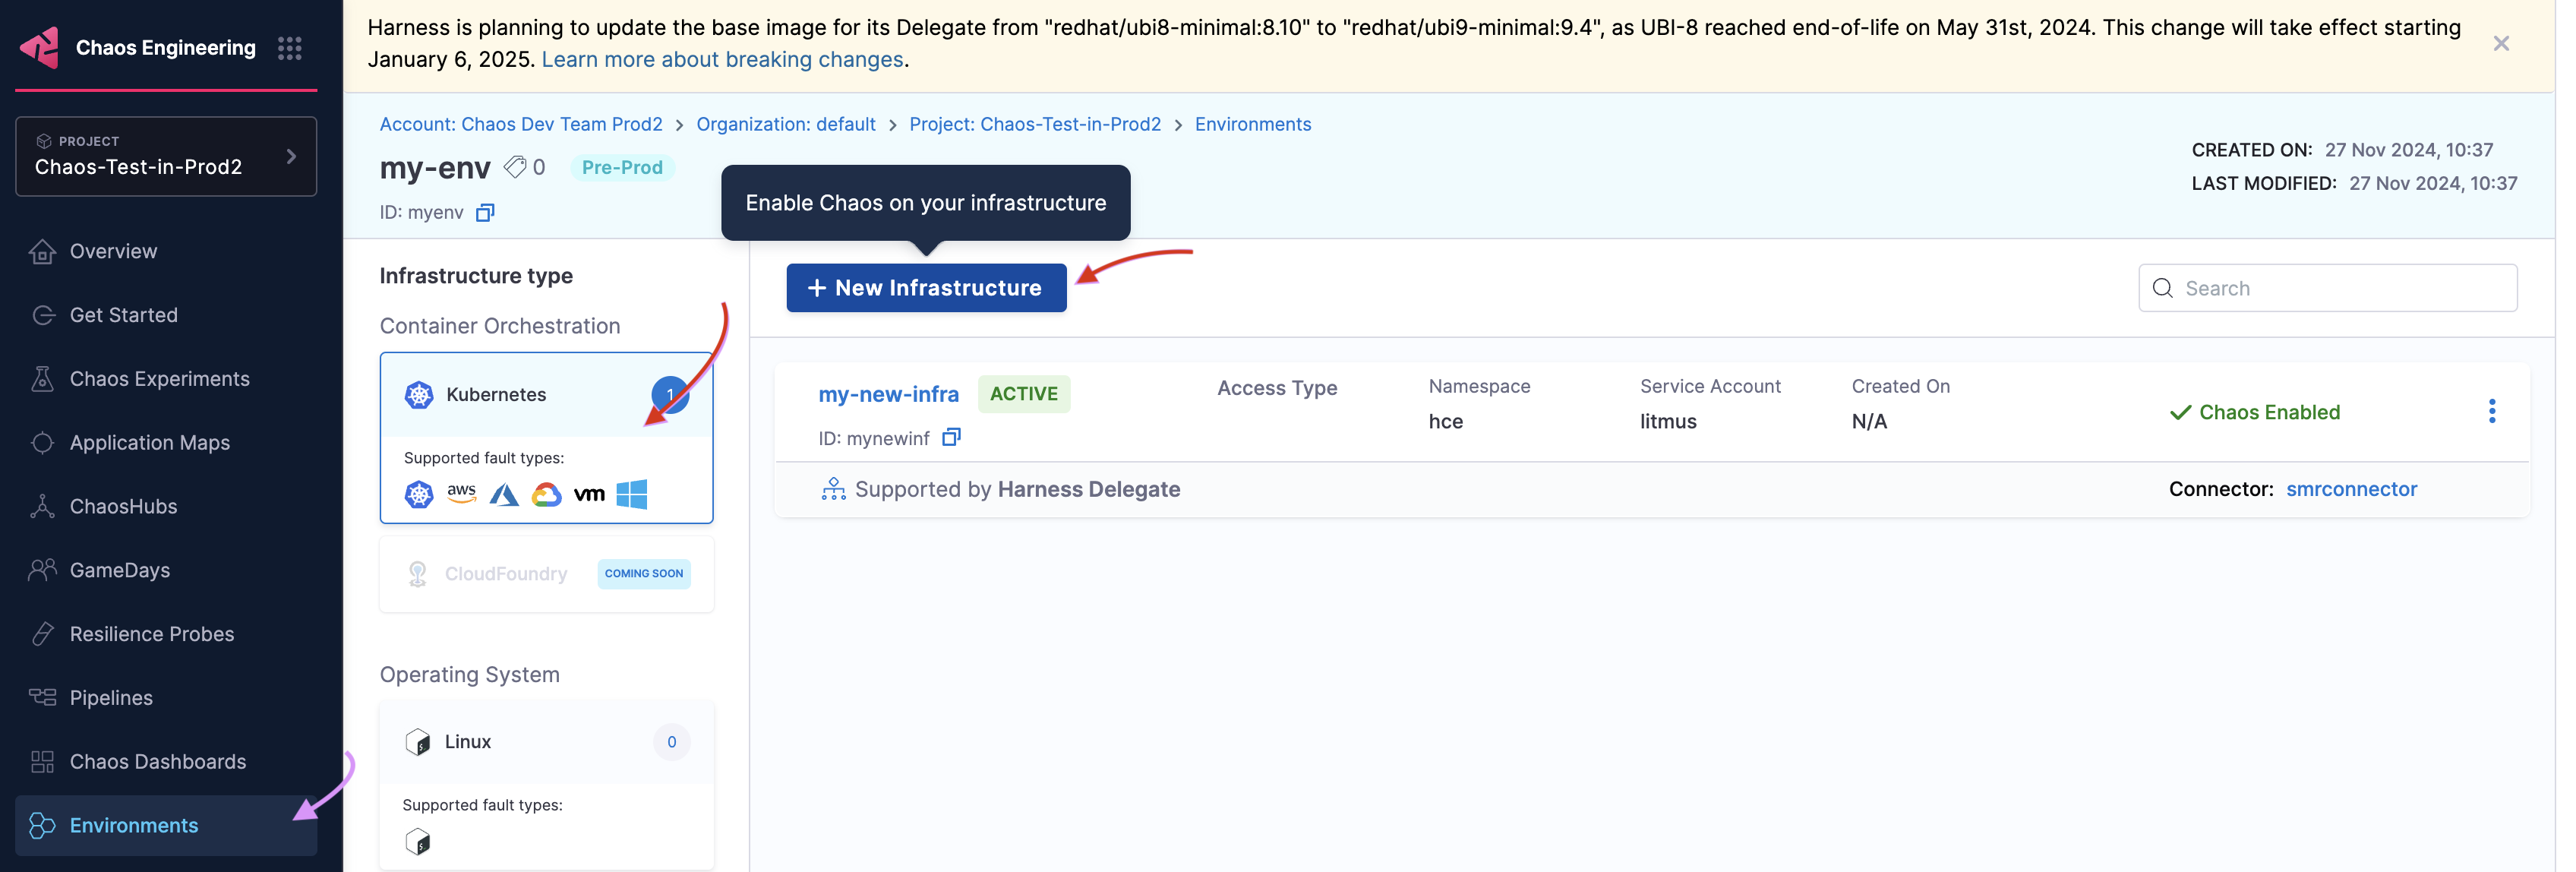 Chaos Engineering
PROJECT
Chaos-Test-in-Prod2
Overview
Get Started
Chaos Experiments
Application Maps
ChaosHubs
GameDays
Resilience Probes
Pipelines
Chaos Dashboards
Environments
Harness is planning to update the base image for its Delegate from "redhat/ubi8-minimal:8.10" to "redhat/ubi9-minimal:9.4", as UBI-8 reached end-of-life on May 31st, 2024. This change will take effect starting
January 6, 2025. Learn more about breaking changes.
Account: Chaos Dev Team Prod2 > Organization: default > Project: Chaos-Test-in-Prod2 > Environments
my-env 0 Pre-Prod
ID: myenv
CREATED ON: 27 Nov 2024, 10:37
LAST MODIFIED: 27 Nov 2024, 10:37
Enable Chaos on your infrastructure
Infrastructure type
Container Orchestration
Kubernetes 1
Supported fault types:
aws vm
CloudFoundry COMING SOON
Operating System
Linux 0
Supported fault types:
+ New Infrastructure
Search
my-new-infra ACTIVE
ID: mynewinf
Access Type
Namespace
hce
Service Account
litmus
Created On
N/A
Chaos Enabled
Supported by Harness Delegate
Connector: smrconnector